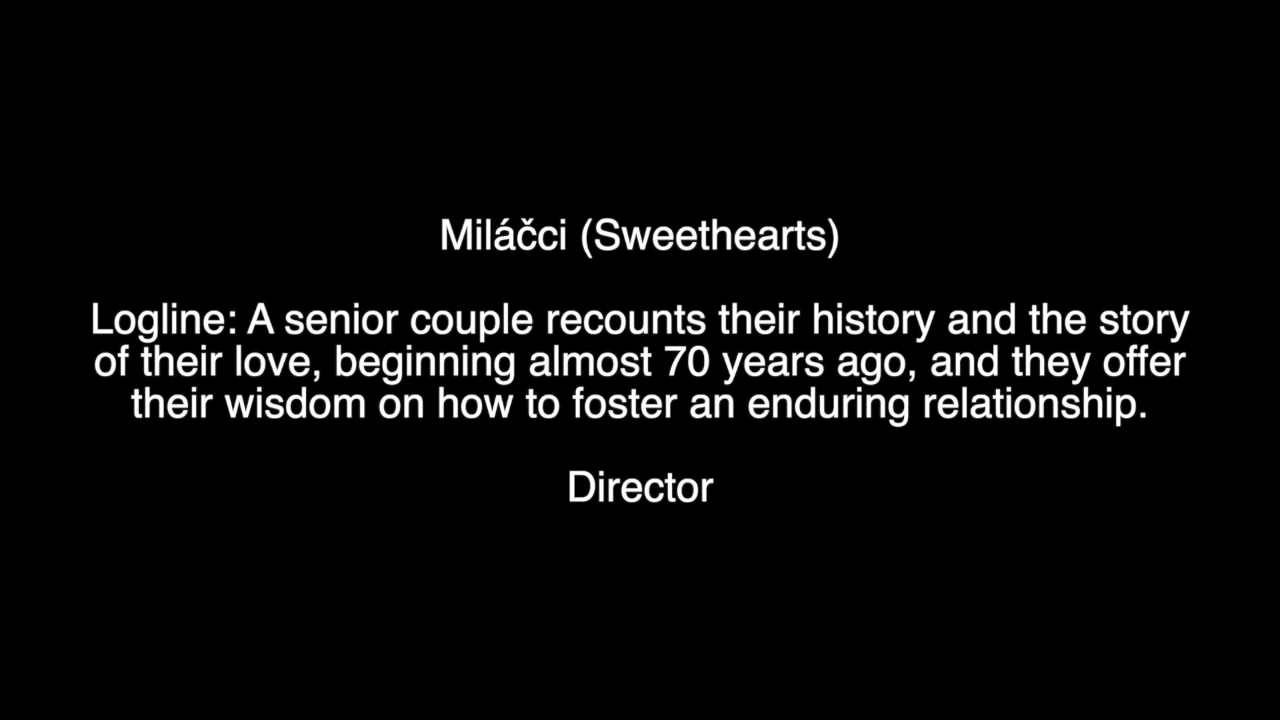 Miláčci (Sweethearts)
Logline: A senior couple recounts their history and the story
of their love, beginning almost 70 years ago, and they offer
their wisdom on how to foster an enduring relationship.
Director